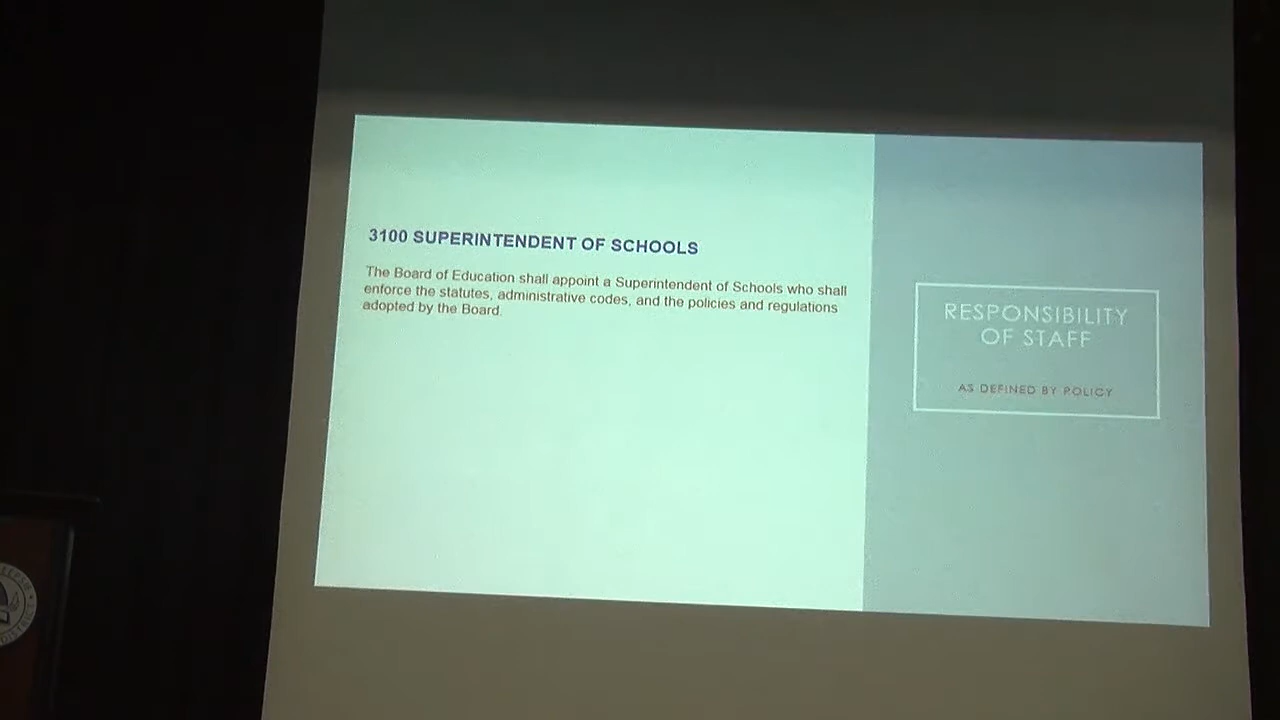 3100 SUPERINTENDENT OF SCHOOLS
The Board of Education shall appoint a Superintendent of Schools who shall
enforce the statutes, administrative codes, and the policies and regulations
adopted by the Board.
RESPONSIBILITY
OF STAFF
AS DEFINED BY POLICY